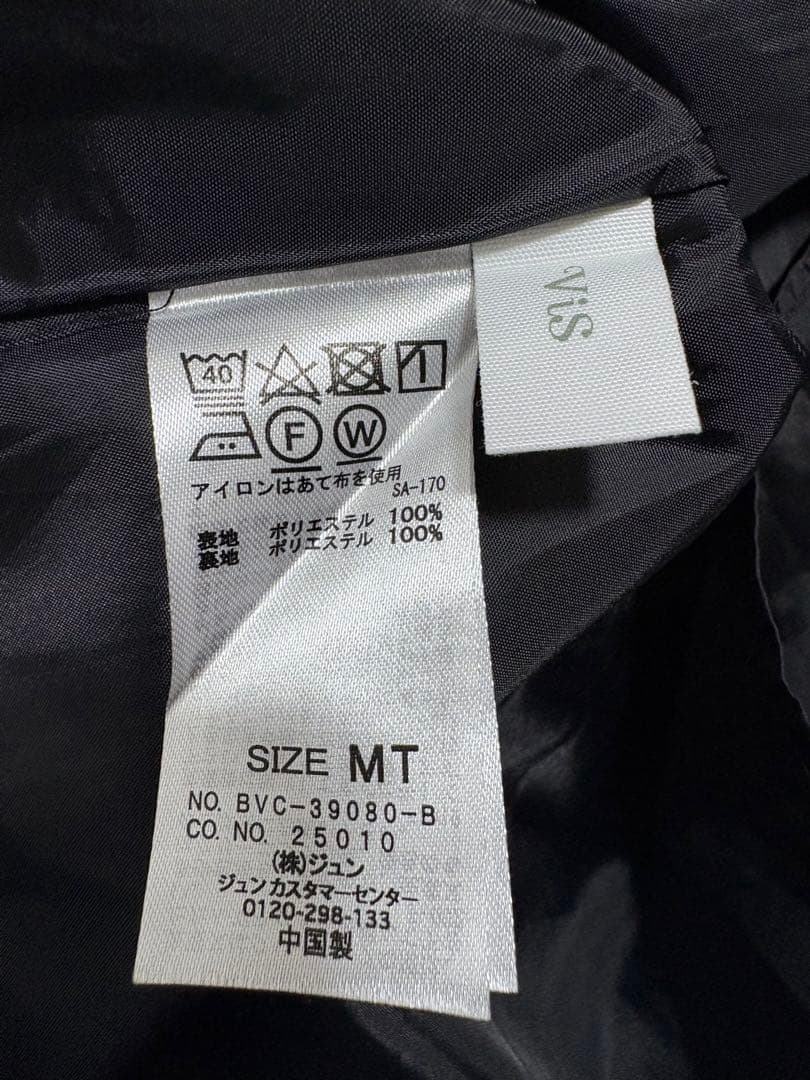 ViS
40
F W
アイロンはあて布を使用
SA-170
表地 ポリエステル 100%
裏地 ポリエステル 100%
SIZE MT
NO. BVC-39080-B
CO. NO. 25010
(株)ジュン
ジュンカスタマーセンター
0120-298-133
中国製